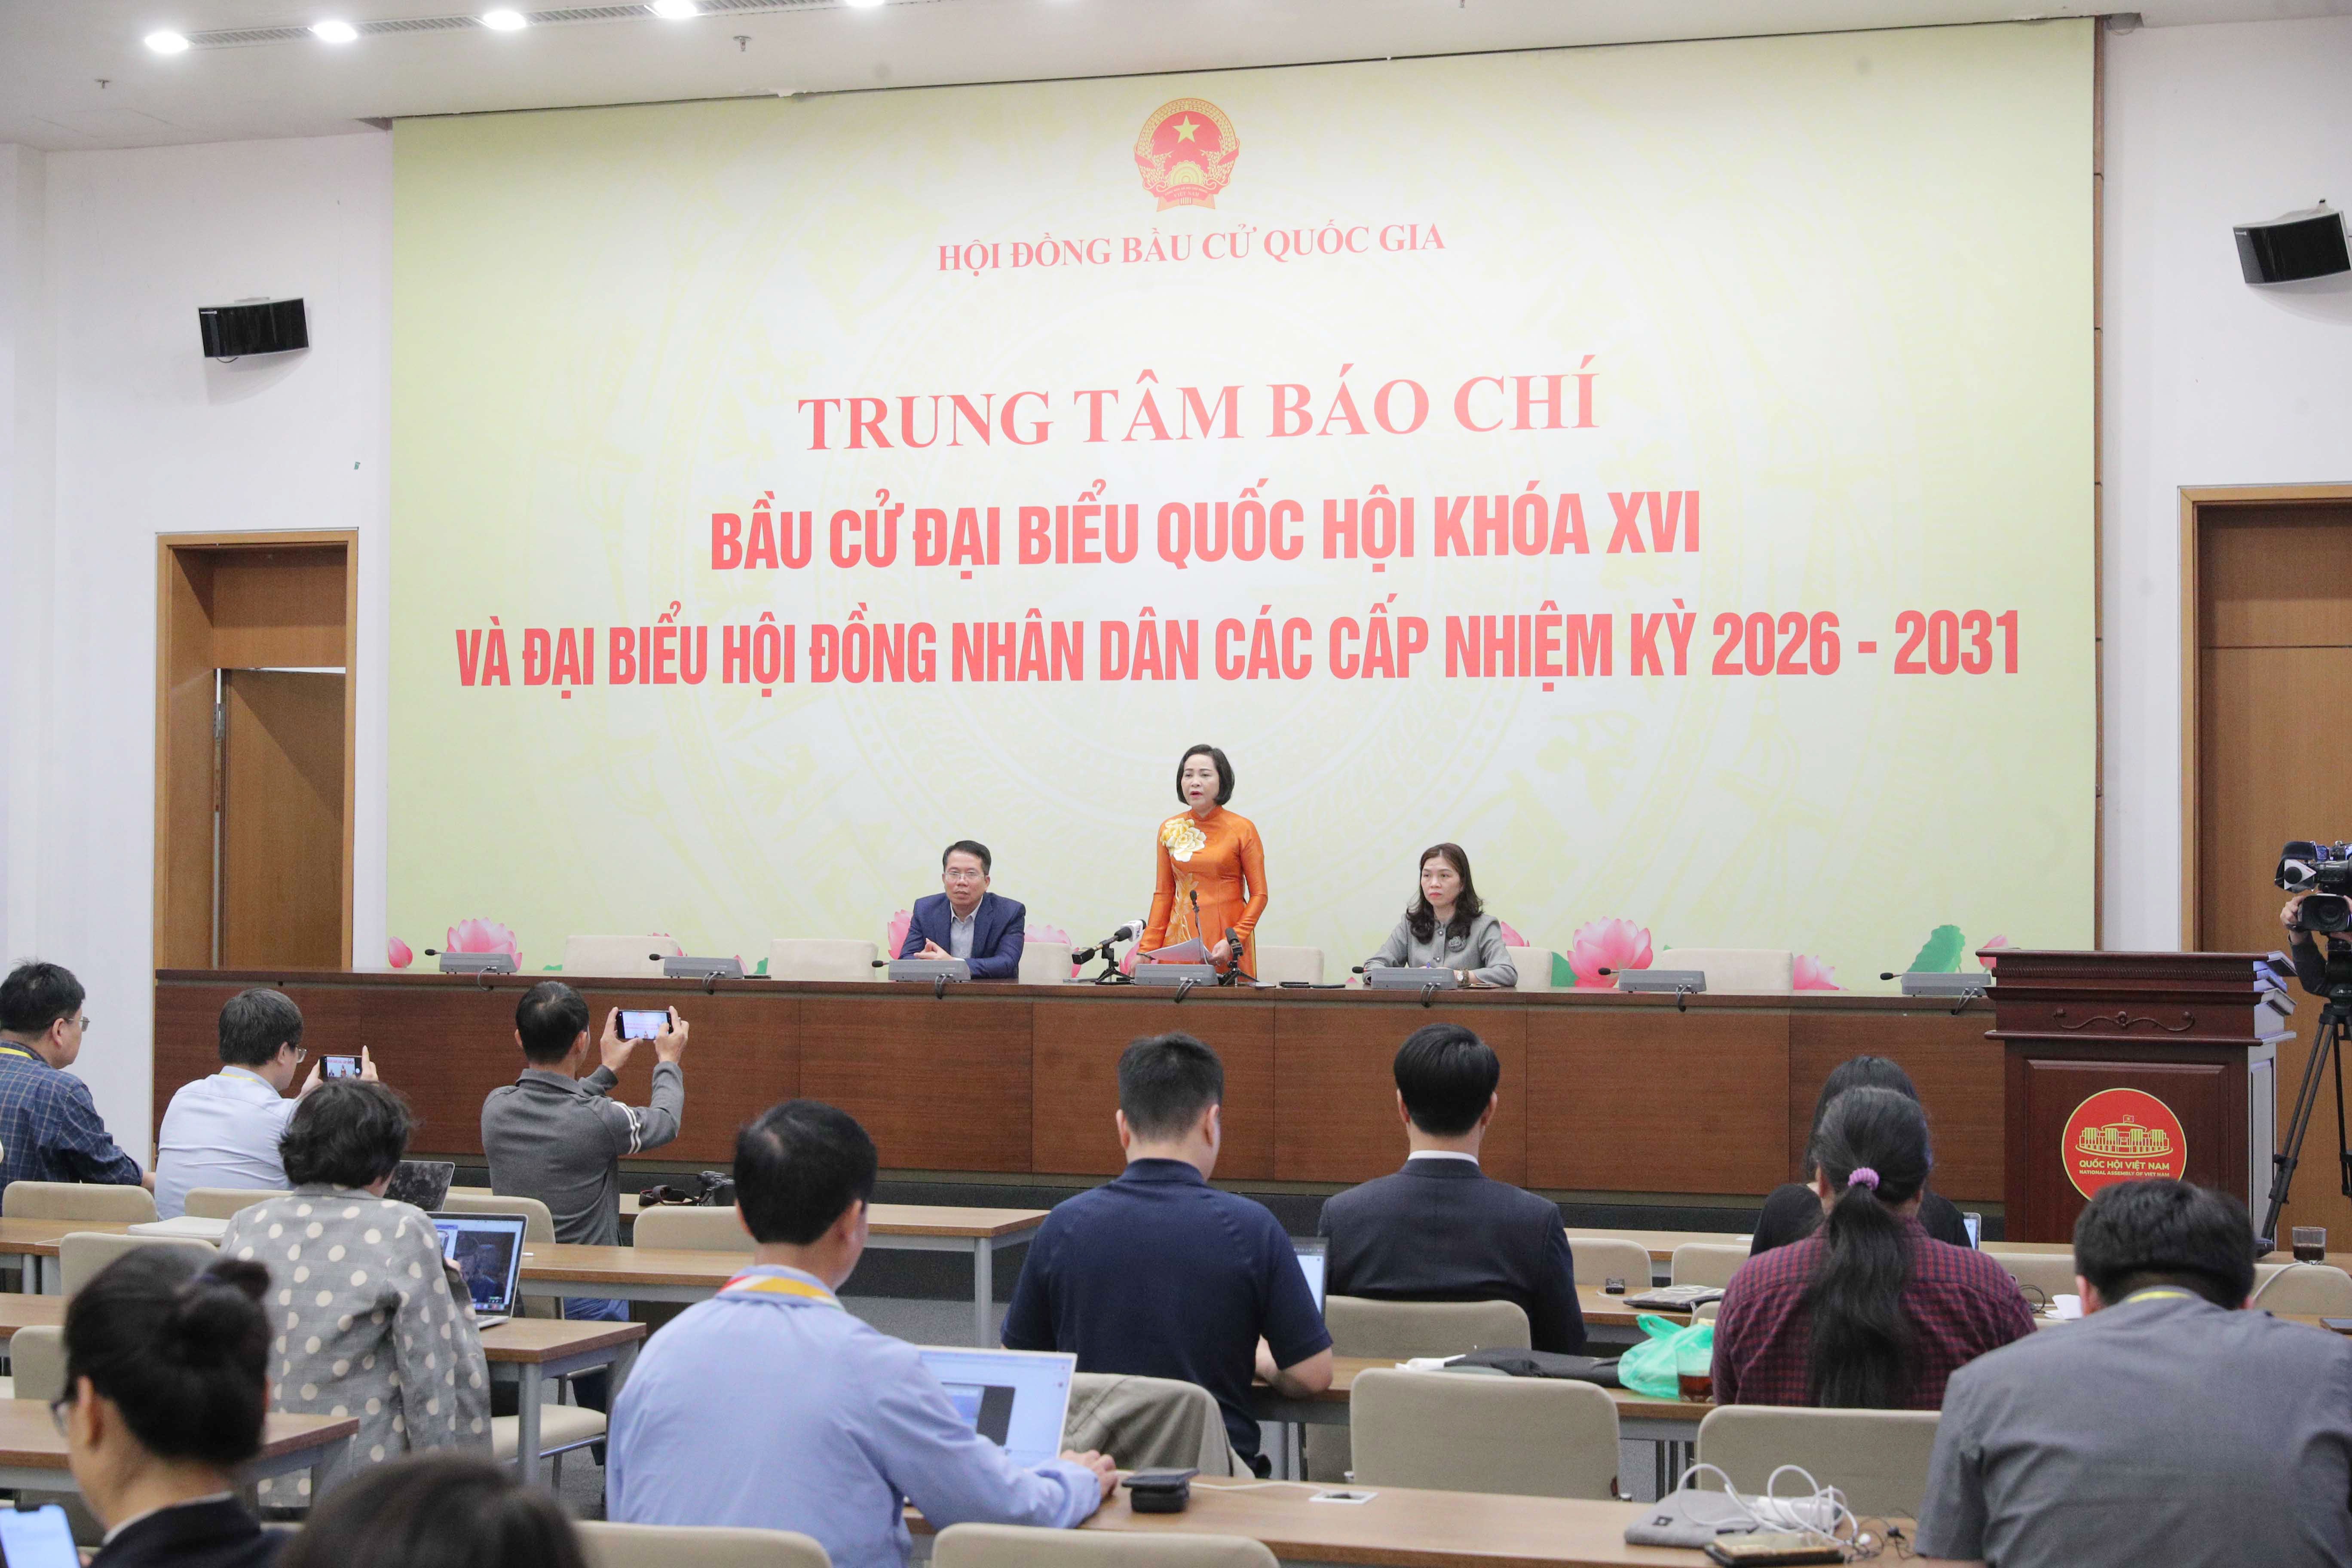 HỘI ĐỒNG BẦU CỬ QUỐC GIA
TRUNG TÂM BÁO CHÍ
BẦU CỬ ĐẠI BIỂU QUỐC HỘI KHÓA XVI
VÀ ĐẠI BIỂU HỘI ĐỒNG NHÂN DÂN CÁC CẤP NHIỆM KỲ 2026 - 2031
QUỐC HỘI VIỆT NAM
NATIONAL ASSEMBLY OF VIET NAM